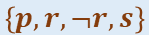 {p, r, ¬r, s}